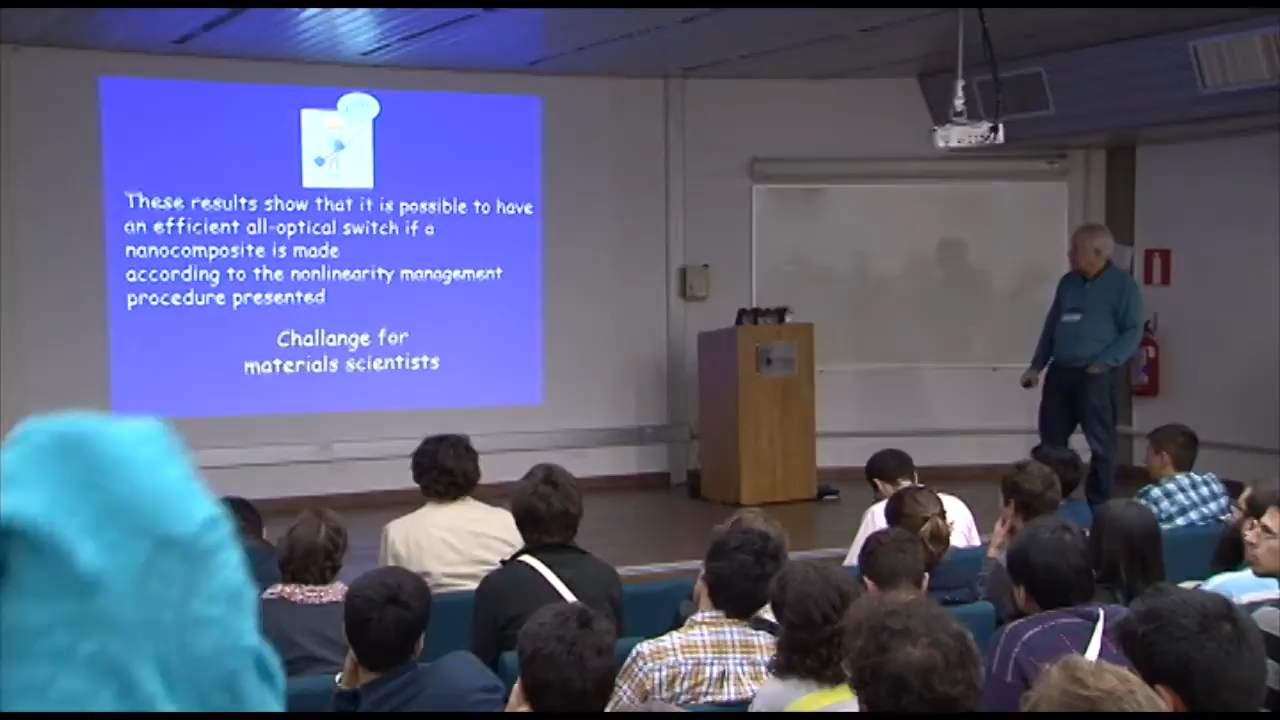 These results show that it is possible to have
an efficient all-optical switch if a
nanocomposite is made
according to the nonlinearity management
procedure presented
Challange for
materials scientists